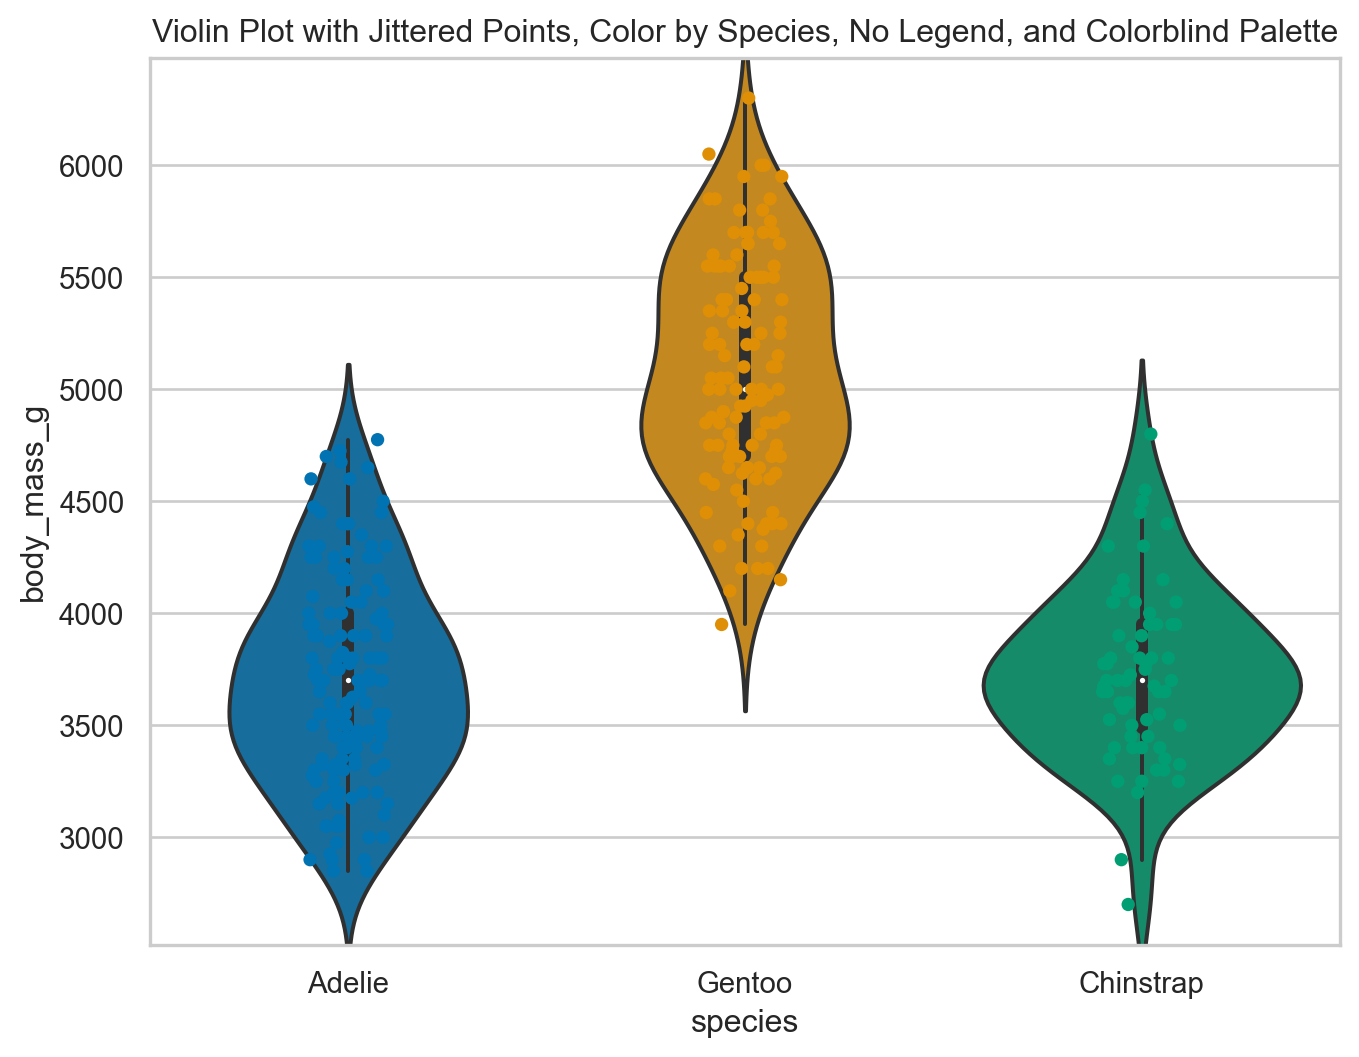 Violin Plot with Jittered Points, Color by Species, No Legend, and Colorblind Palette
body_mass_g
6000
5500
5000
4500
4000
3500
3000
Adelie
Gentoo
Chinstrap
species